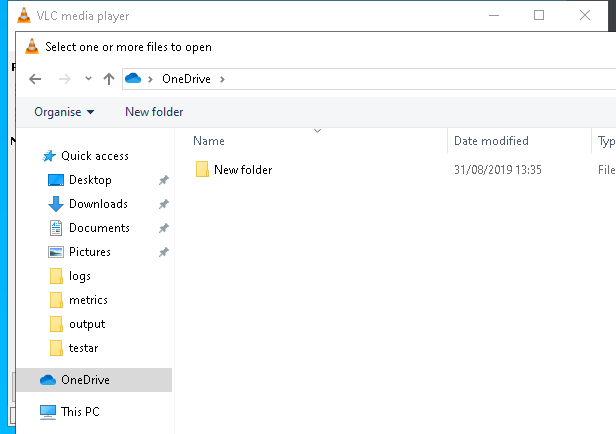 VLC media player
Select one or more files to open
OneDrive
Organise New folder
Name Date modified Typ
Quick access
New folder 31/08/2019 13:35 File
Desktop
Downloads
Documents
Pictures
logs
metrics
output
testar
OneDrive
This PC